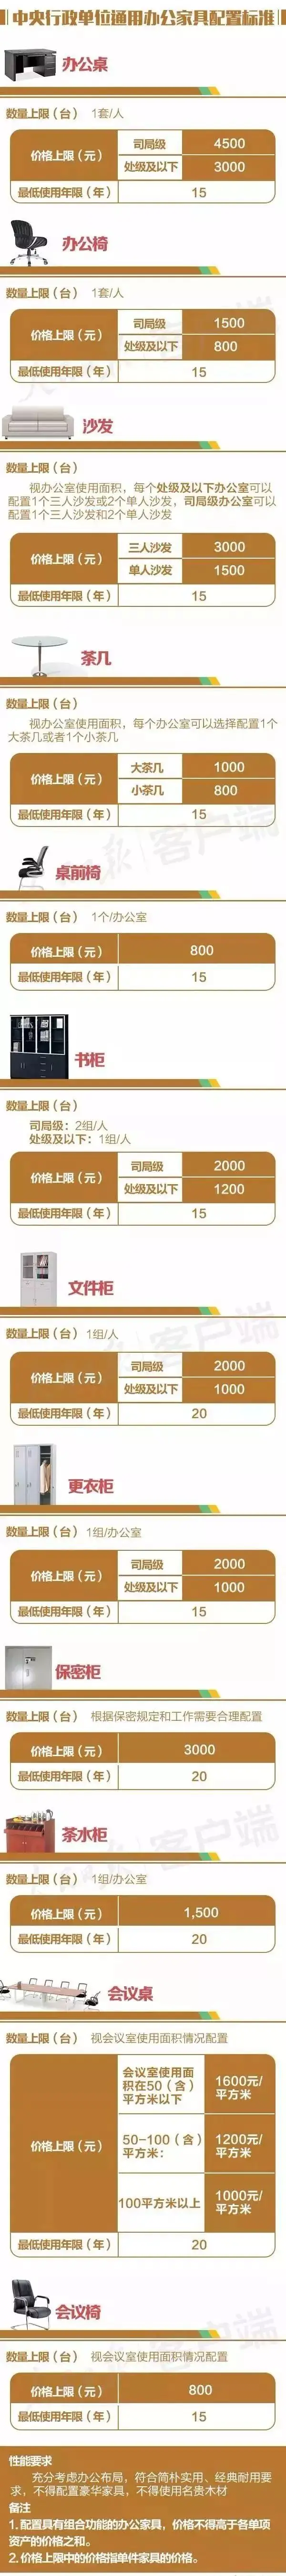 中央行政单位通用办公家具配置标准
办公桌
数量上限（台） 1套/人
价格上限（元） 司局级 4500
处级及以下 3000
最低使用年限（年） 15
办公椅
数量上限（台） 1套/人
价格上限（元） 司局级 1500
处级及以下 800
最低使用年限（年） 15
沙发
数量上限（台）
视办公室使用面积，每个处级及以下办公室可以
配置1个三人沙发或2个单人沙发，司局级办公室可以
配置1个三人沙发和2个单人沙发
价格上限（元） 三人沙发 3000
单人沙发 1500
最低使用年限（年） 15
茶几
数量上限（台）
视办公室使用面积，每个办公室可以选择配置1个
大茶几或者1个小茶几
价格上限（元） 大茶几 1000
小茶几 800
最低使用年限（年） 15
桌前椅
数量上限（台） 1个/办公室
价格上限（元） 800
最低使用年限（年） 15
书柜
数量上限（台）
司局级：2组/人
处级及以下：1组/人
价格上限（元） 司局级 2000
处级及以下 1200
最低使用年限（年） 15
文件柜
数量上限（台） 1组/人
价格上限（元） 司局级 2000
处级及以下 1000
最低使用年限（年） 20
更衣柜
数量上限（台） 1组/办公室
价格上限（元） 司局级 2000
处级及以下 1000
最低使用年限（年） 15
保密柜
数量上限（台） 根据保密规定和工作需要合理配置
价格上限（元） 3000
最低使用年限（年） 20
茶水柜
数量上限（台） 1组/办公室
价格上限（元） 1,500
最低使用年限（年） 20
会议桌
数量上限（台） 视会议室使用面积情况配置
价格上限（元） 会议室使用面
积在50（含）
平方米以下 1600元/
平方米
50-100（含）
平方米： 1200元/
平方米
100平方米以上 1000元/
平方米
最低使用年限（年） 20
会议椅
数量上限（台） 视会议室使用面积情况配置
价格上限（元） 800
最低使用年限（年） 15
性能要求
充分考虑办公布局，符合简朴实用、经典耐用要
求，不得配置豪华家具，不得使用名贵木材
备注
1.配置具有组合功能的办公家具，价格不得高于各单项
资产的价格之和。
2.价格上限中的价格指单件家具的价格。
客户端